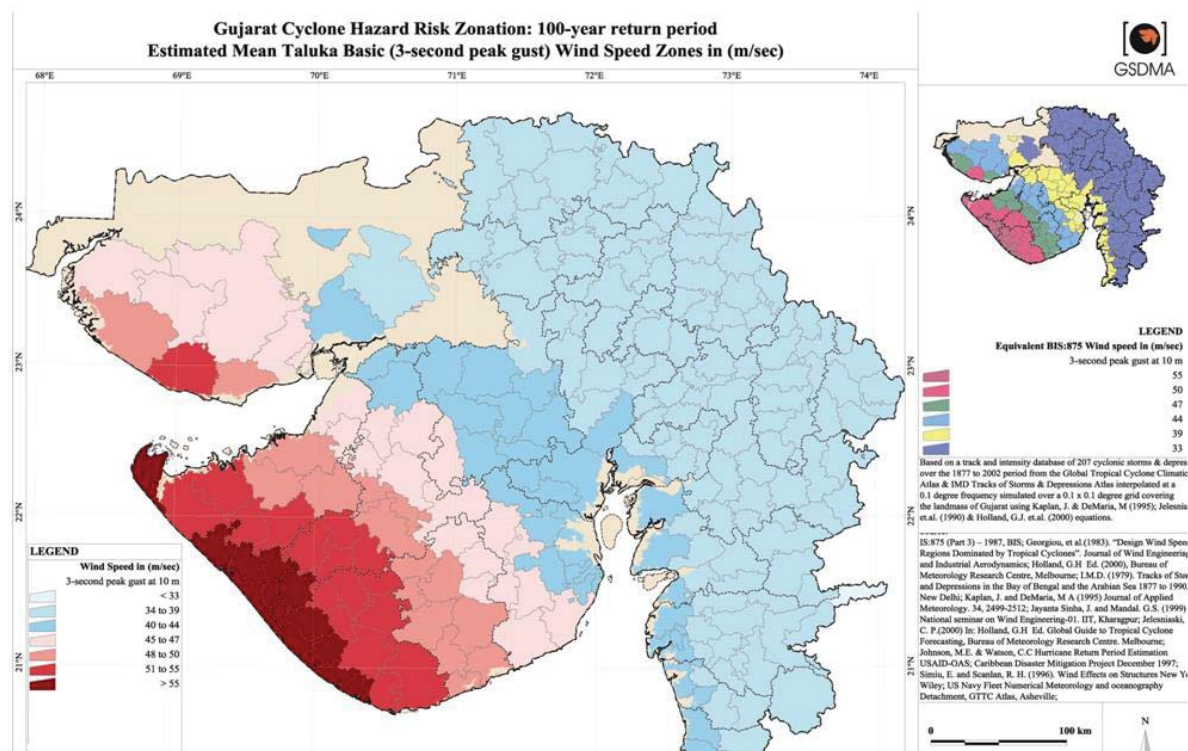 Gujarat Cyclone Hazard Risk Zonation: 100-year return period
Estimated Mean Taluka Basic (3-second peak gust) Wind Speed Zones in (m/sec)
GSDMA
68°E
69°E
70°E
71°E
72°E
73°E
74°E
24°N
23°N
22°N
21°N
24°N
23°N
22°N
21°N
LEGEND
Wind Speed in (m/sec)
3-second peak gust at 10 m
< 33
34 to 39
40 to 44
45 to 47
48 to 50
51 to 55
> 55
LEGEND
Equivalent BIS:875 Wind speed in (m/sec)
3-second peak gust at 10 m
55
50
47
44
39
33
Based on a track and intensity database of 207 cyclonic storms & depres
over the 1877 to 2002 period from the Global Tropical Cyclone Climatic
Atlas & IMD Tracks of Storms & Depressions Atlas interpolated at a
0.1 degree frequency simulated over a 0.1 x 0.1 degree grid covering
the landmass of Gujarat using Kaplan, J. & DeMaria, M (1995); Jelesnia
et.al. (1990) & Holland, G.J. et.al. (2000) equations.
IS:875 (Part 3) – 1987, BIS; Georgiou, et al.(1983). "Design Wind Speed
Regions Dominated by Tropical Cyclones". Journal of Wind Engineering
and Industrial Aerodynamics; Holland, G.H Ed. (2000), Bureau of
Meteorology Research Centre, Melbourne; I.M.D. (1979). Tracks of Stor
and Depressions in the Bay of Bengal and the Arabian Sea 1877 to 1990
New Delhi; Kaplan, J. and DeMaria, M A (1995) Journal of Applied
Meteorology. 34, 2499-2512; Jayanta Sinha, J. and Mandal. G.S. (1999)
National seminar on Wind Engineering-01. IIT, Kharagpur; Jelesniaski,
C. P.(2000) In: Holland, G.H Ed. Global Guide to Tropical Cyclone
Forecasting, Bureau of Meteorology Research Centre. Melbourne;
Johnson, M.E. & Watson, C.C Hurricane Return Period Estimation
USAID-OAS; Caribbean Disaster Mitigation Project December 1997;
Simiu, E. and Scanlan, R. H. (1996). Wind Effects on Structures New Yo
Wiley; US Navy Fleet Numerical Meteorology and oceanography
Detachment, GTTC Atlas, Asheville;
0
100 km
N